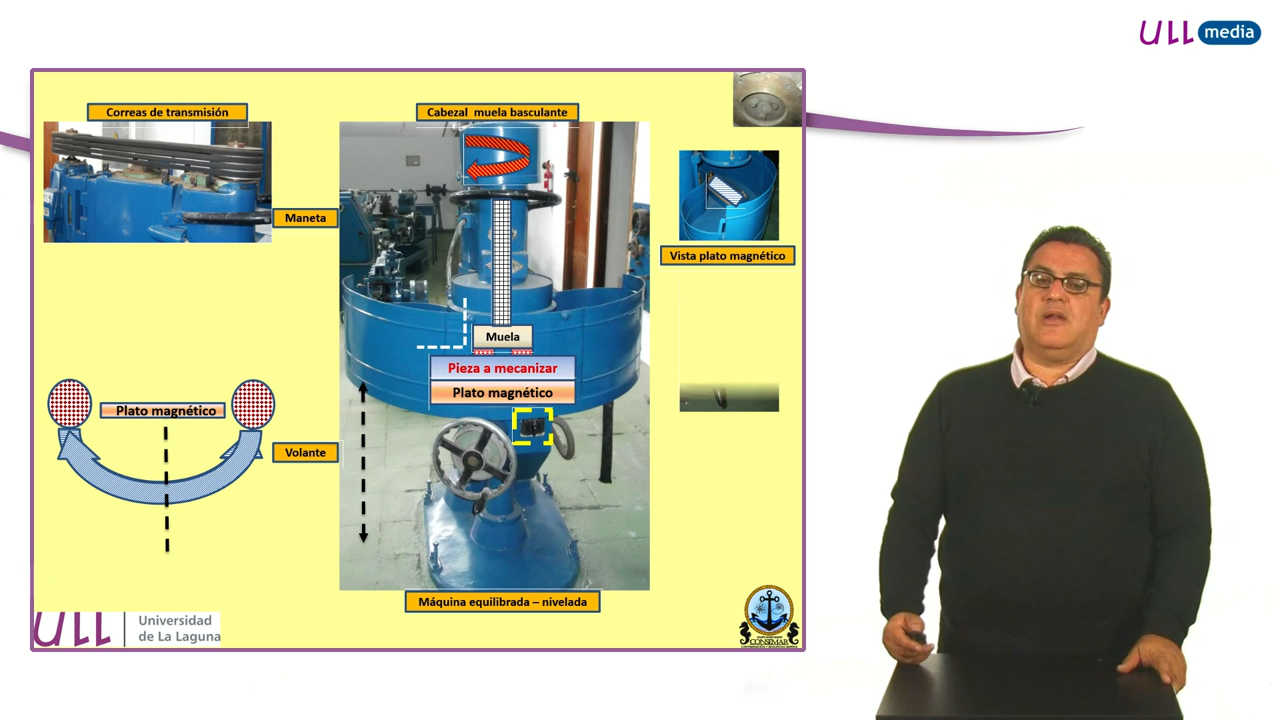 ULL media
Correas de transmisión
Cabezal muela basculante
Maneta
Vista plato magnético
Muela
Pieza a mecanizar
Plato magnético
Plato magnético
Volante
Máquina equilibrada – nivelada
ULL
Universidad
de La Laguna
CONSEMAR